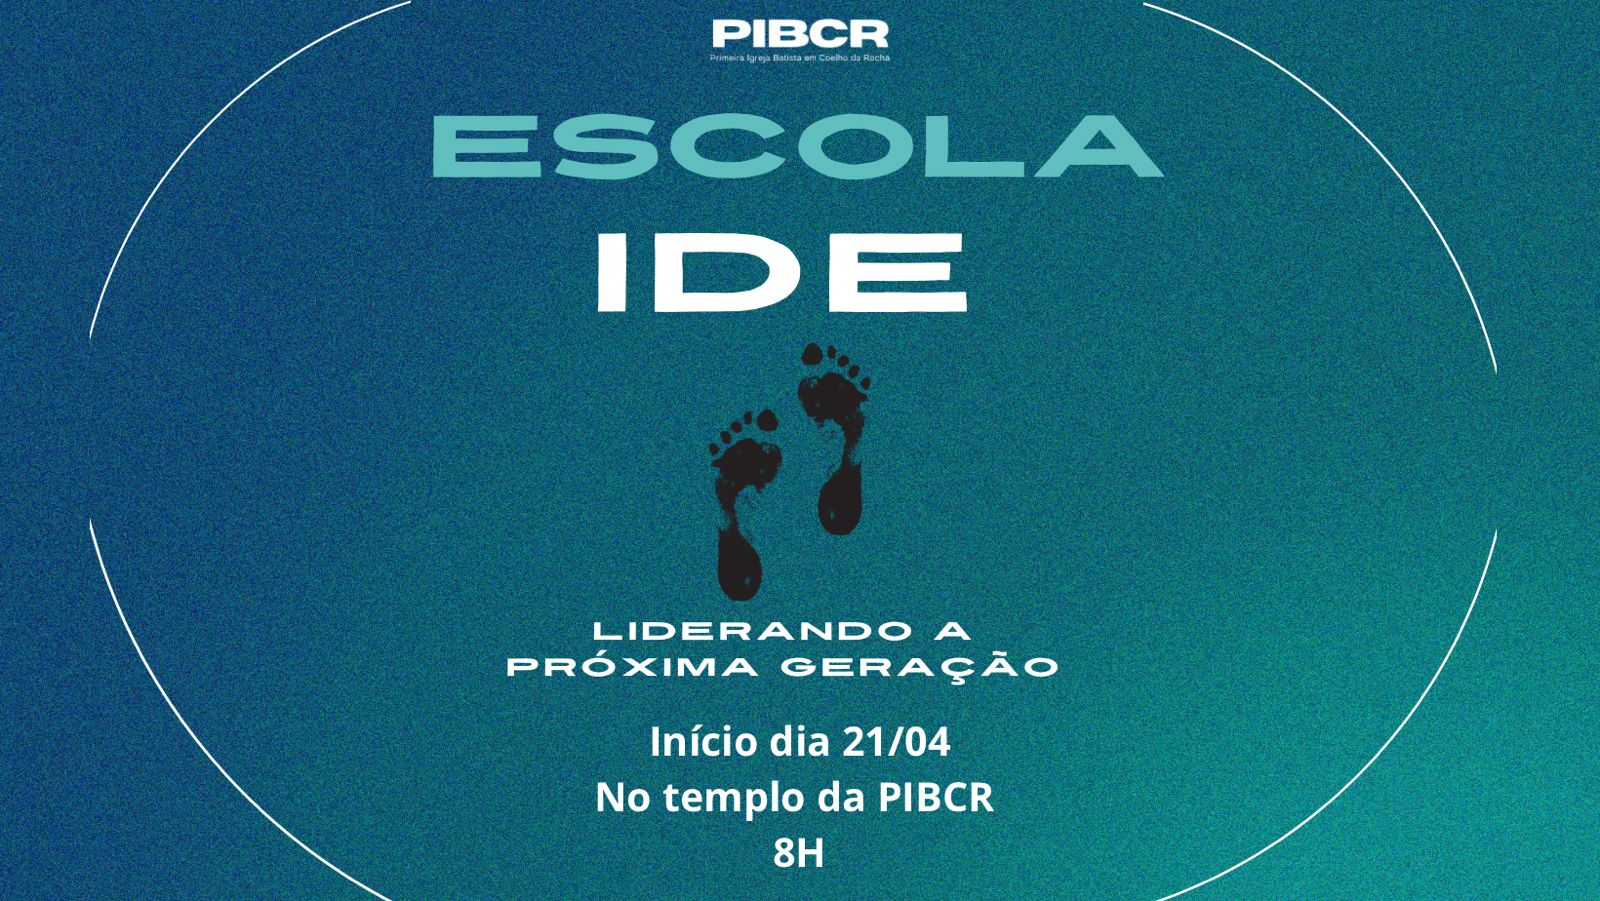 PIBCR
Primeira Igreja Batista em Coelho da Rocha
ESCOLA
IDE
LIDERANDO A
PRÓXIMA GERAÇÃO
Início dia 21/04
No templo da PIBCR
8H